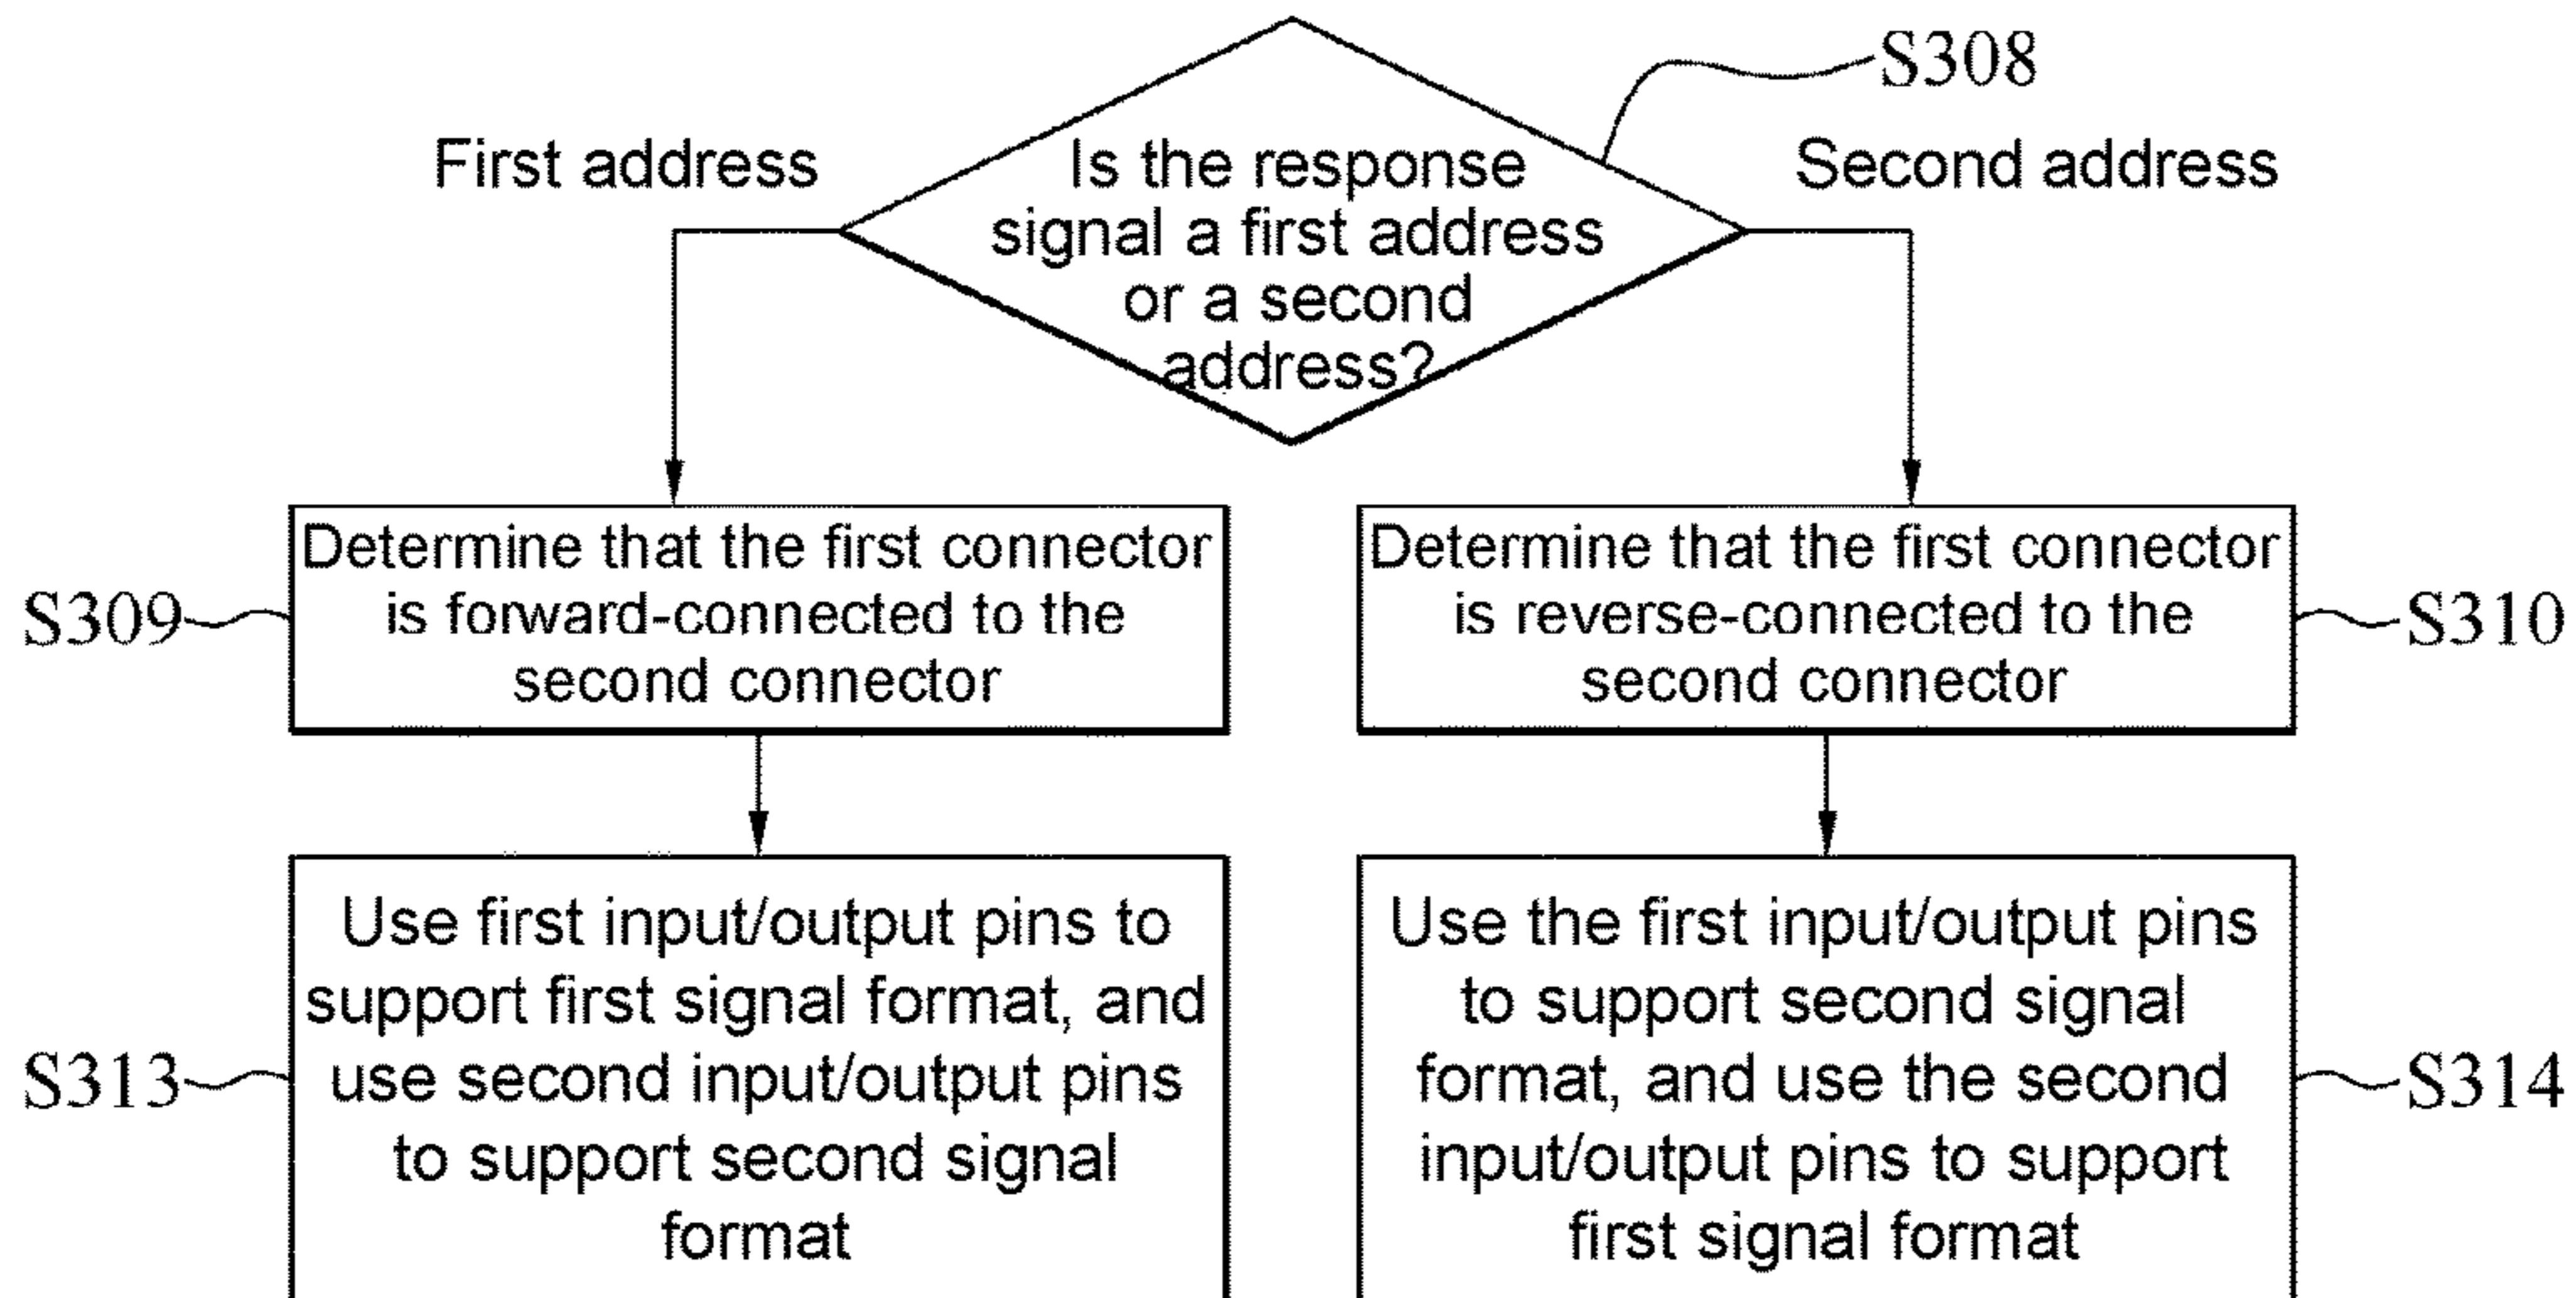 S308
First address
Second address
Is the response
signal a first address
or a second
address?
Determine that the first connector
is forward-connected to the
second connector
S309
Determine that the first connector
is reverse-connected to the
second connector
S310
Use first input/output pins to
support first signal format, and
use second input/output pins
to support second signal
format
S313
Use the first input/output pins
to support second signal
format, and use the second
input/output pins to support
first signal format
S314